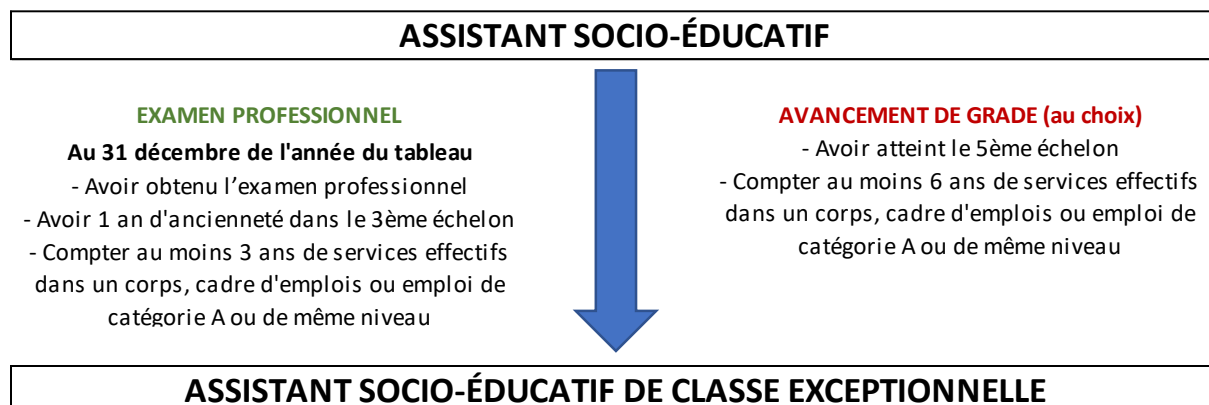 ASSISTANT SOCIO-ÉDUCATIF
EXAMEN PROFESSIONNEL
Au 31 décembre de l'année du tableau
- Avoir obtenu l’examen professionnel
- Avoir 1 an d'ancienneté dans le 3ème échelon
- Compter au moins 3 ans de services effectifs
dans un corps, cadre d'emplois ou emploi de
catégorie A ou de même niveau
AVANCEMENT DE GRADE (au choix)
- Avoir atteint le 5ème échelon
- Compter au moins 6 ans de services effectifs
dans un corps, cadre d'emplois ou emploi de
catégorie A ou de même niveau
ASSISTANT SOCIO-ÉDUCATIF DE CLASSE EXCEPTIONNELLE